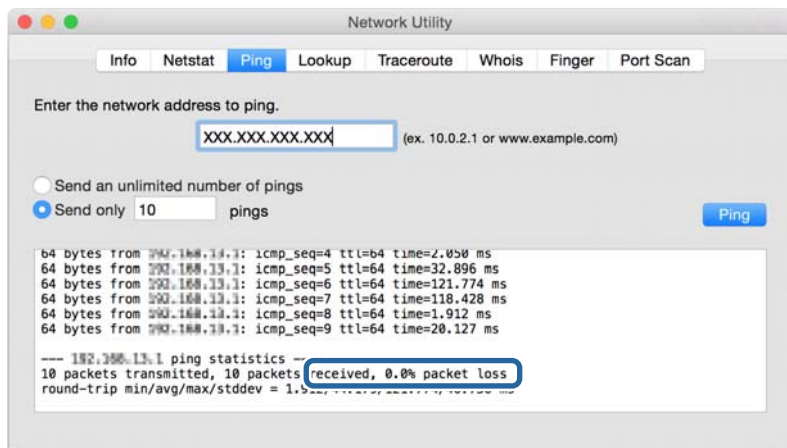 Network Utility
Info Netstat Ping Lookup Traceroute Whois Finger Port Scan
Enter the network address to ping.
XXX.XXX.XXX.XXX (ex. 10.0.2.1 or www.example.com)
Send an unlimited number of pings
Send only 10 pings
Ping
64 bytes from icmp_seq=4 ttl=64 time=2.050 ms
64 bytes from icmp_seq=5 ttl=64 time=32.896 ms
64 bytes from icmp_seq=6 ttl=64 time=121.774 ms
64 bytes from icmp_seq=7 ttl=64 time=118.428 ms
64 bytes from icmp_seq=8 ttl=64 time=1.912 ms
64 bytes from icmp_seq=9 ttl=64 time=20.127 ms
--- ping statistics
10 packets transmitted, 10 packets received, 0.0% packet loss
round-trip min/avg/max/stddev =